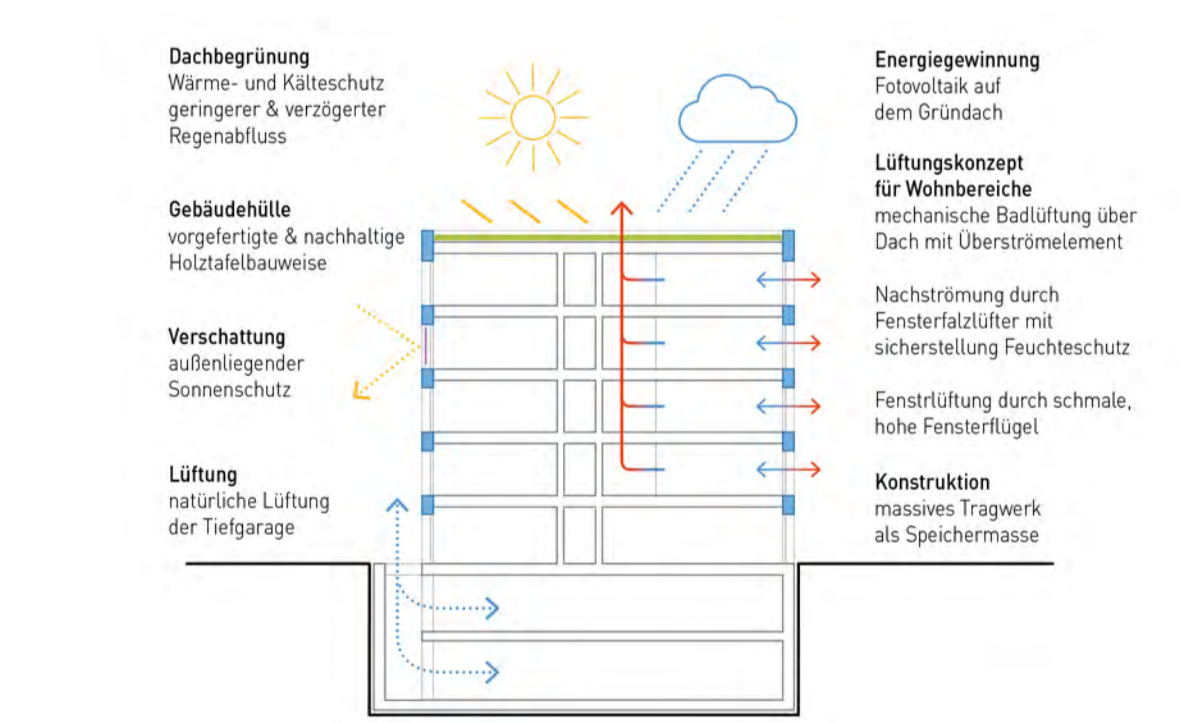 Dachbegrünung
Wärme- und Kälteschutz
geringerer & verzögerter
Regenabfluss
Gebäudehülle
vorgefertigte & nachhaltige
Holztafelbauweise
Verschattung
außenliegender
Sonnenschutz
Lüftung
natürliche Lüftung
der Tiefgarage
Energiegewinnung
Fotovoltaik auf
dem Gründach
Lüftungskonzept
für Wohnbereiche
mechanische Badlüftung über
Dach mit Überströmelement
Nachströmung durch
Fensterfalzlüfter mit
sicherstellung Feuchteschutz
Fenstrlüftung durch schmale,
hohe Fensterflügel
Konstruktion
massives Tragwerk
als Speichermasse